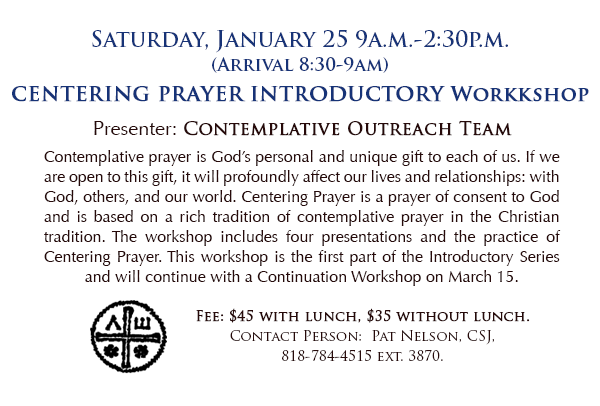 Saturday, January 25 9a.m.-2:30p.m.
(Arrival 8:30-9am)
CENTERING PRAYER INTRODUCTORY Workkshop
Presenter: Contemplative Outreach Team
Contemplative prayer is God's personal and unique gift to each of us. If we
are open to this gift, it will profoundly affect our lives and relationships: with
God, others, and our world. Centering Prayer is a prayer of consent to God
and is based on a rich tradition of contemplative prayer in the Christian
tradition. The workshop includes four presentations and the practice of
Centering Prayer. This workshop is the first part of the Introductory Series
and will continue with a Continuation Workshop on March 15.
Fee: $45 with lunch, $35 without lunch.
Contact Person: Pat Nelson, CSJ,
818-784-4515 ext. 3870.